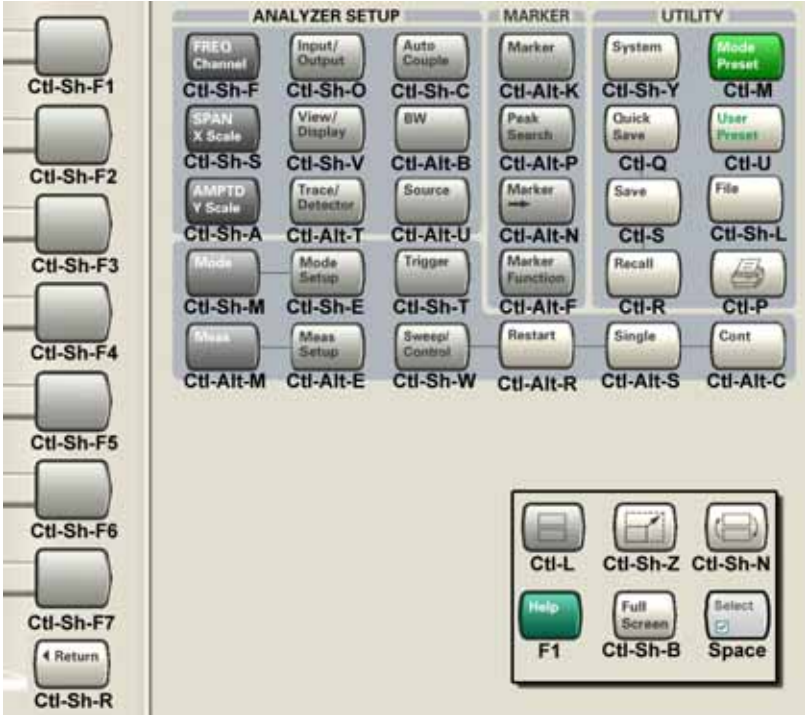 ANALYZER SETUP
MARKER
UTILITY
FREQ
Channel
Input/
Output
Auto
Couple
Marker
System
Mode
Preset
Ctl-Sh-F1
Ctl-Sh-F
Ctl-Sh-O
Ctl-Sh-C
Ctl-Alt-K
Ctl-Sh-Y
Ctl-M
SPAN
X Scale
View/
Display
BW
Peak
Search
Quick
Save
User
Preset
Ctl-Sh-F2
Ctl-Sh-S
Ctl-Sh-V
Ctl-Alt-B
Ctl-Alt-P
Ctl-Q
Ctl-U
AMPTD
Y Scale
Trace/
Detector
Source
Marker
Save
File
Ctl-Sh-F3
Ctl-Sh-A
Ctl-Alt-T
Ctl-Alt-U
Ctl-Alt-N
Ctl-S
Ctl-Sh-L
Mode
Mode
Setup
Trigger
Marker
Function
Recall
Ctl-Sh-M
Ctl-Sh-E
Ctl-Sh-T
Ctl-Alt-F
Ctl-R
Ctl-P
Ctl-Sh-F4
Meas
Meas
Setup
Sweep/
Control
Restart
Single
Cont
Ctl-Alt-M
Ctl-Alt-E
Ctl-Sh-W
Ctl-Alt-R
Ctl-Alt-S
Ctl-Alt-C
Ctl-Sh-F5
Ctl-Sh-F6
Ctl-L
Ctl-Sh-Z
Ctl-Sh-N
Help
Full
Screen
Select
Ctl-Sh-F7
F1
Ctl-Sh-B
Space
Return
Ctl-Sh-R